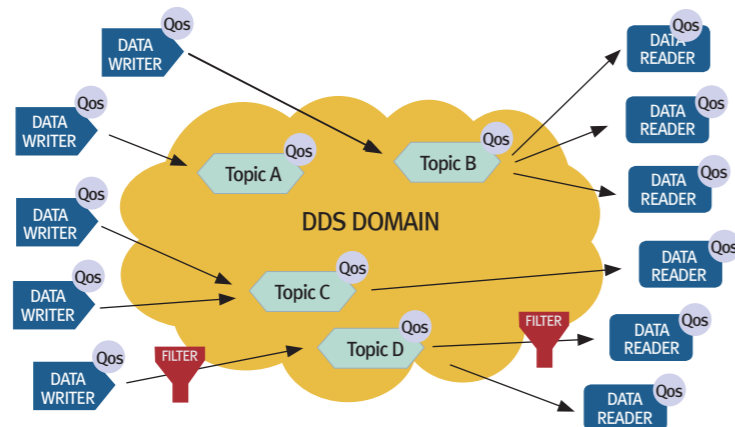 Qos
DATA
WRITER
Qos
DATA
READER
Qos
DATA
WRITER
Qos
DATA
READER
Qos
Topic A
Qos
Topic B
Qos
DATA
READER
Qos
DATA
WRITER
DDS DOMAIN
Qos
DATA
READER
Qos
DATA
WRITER
Qos
Topic C
Qos
DATA
WRITER
FILTER
Qos
Topic D
FILTER
Qos
DATA
READER
Qos
DATA
READER